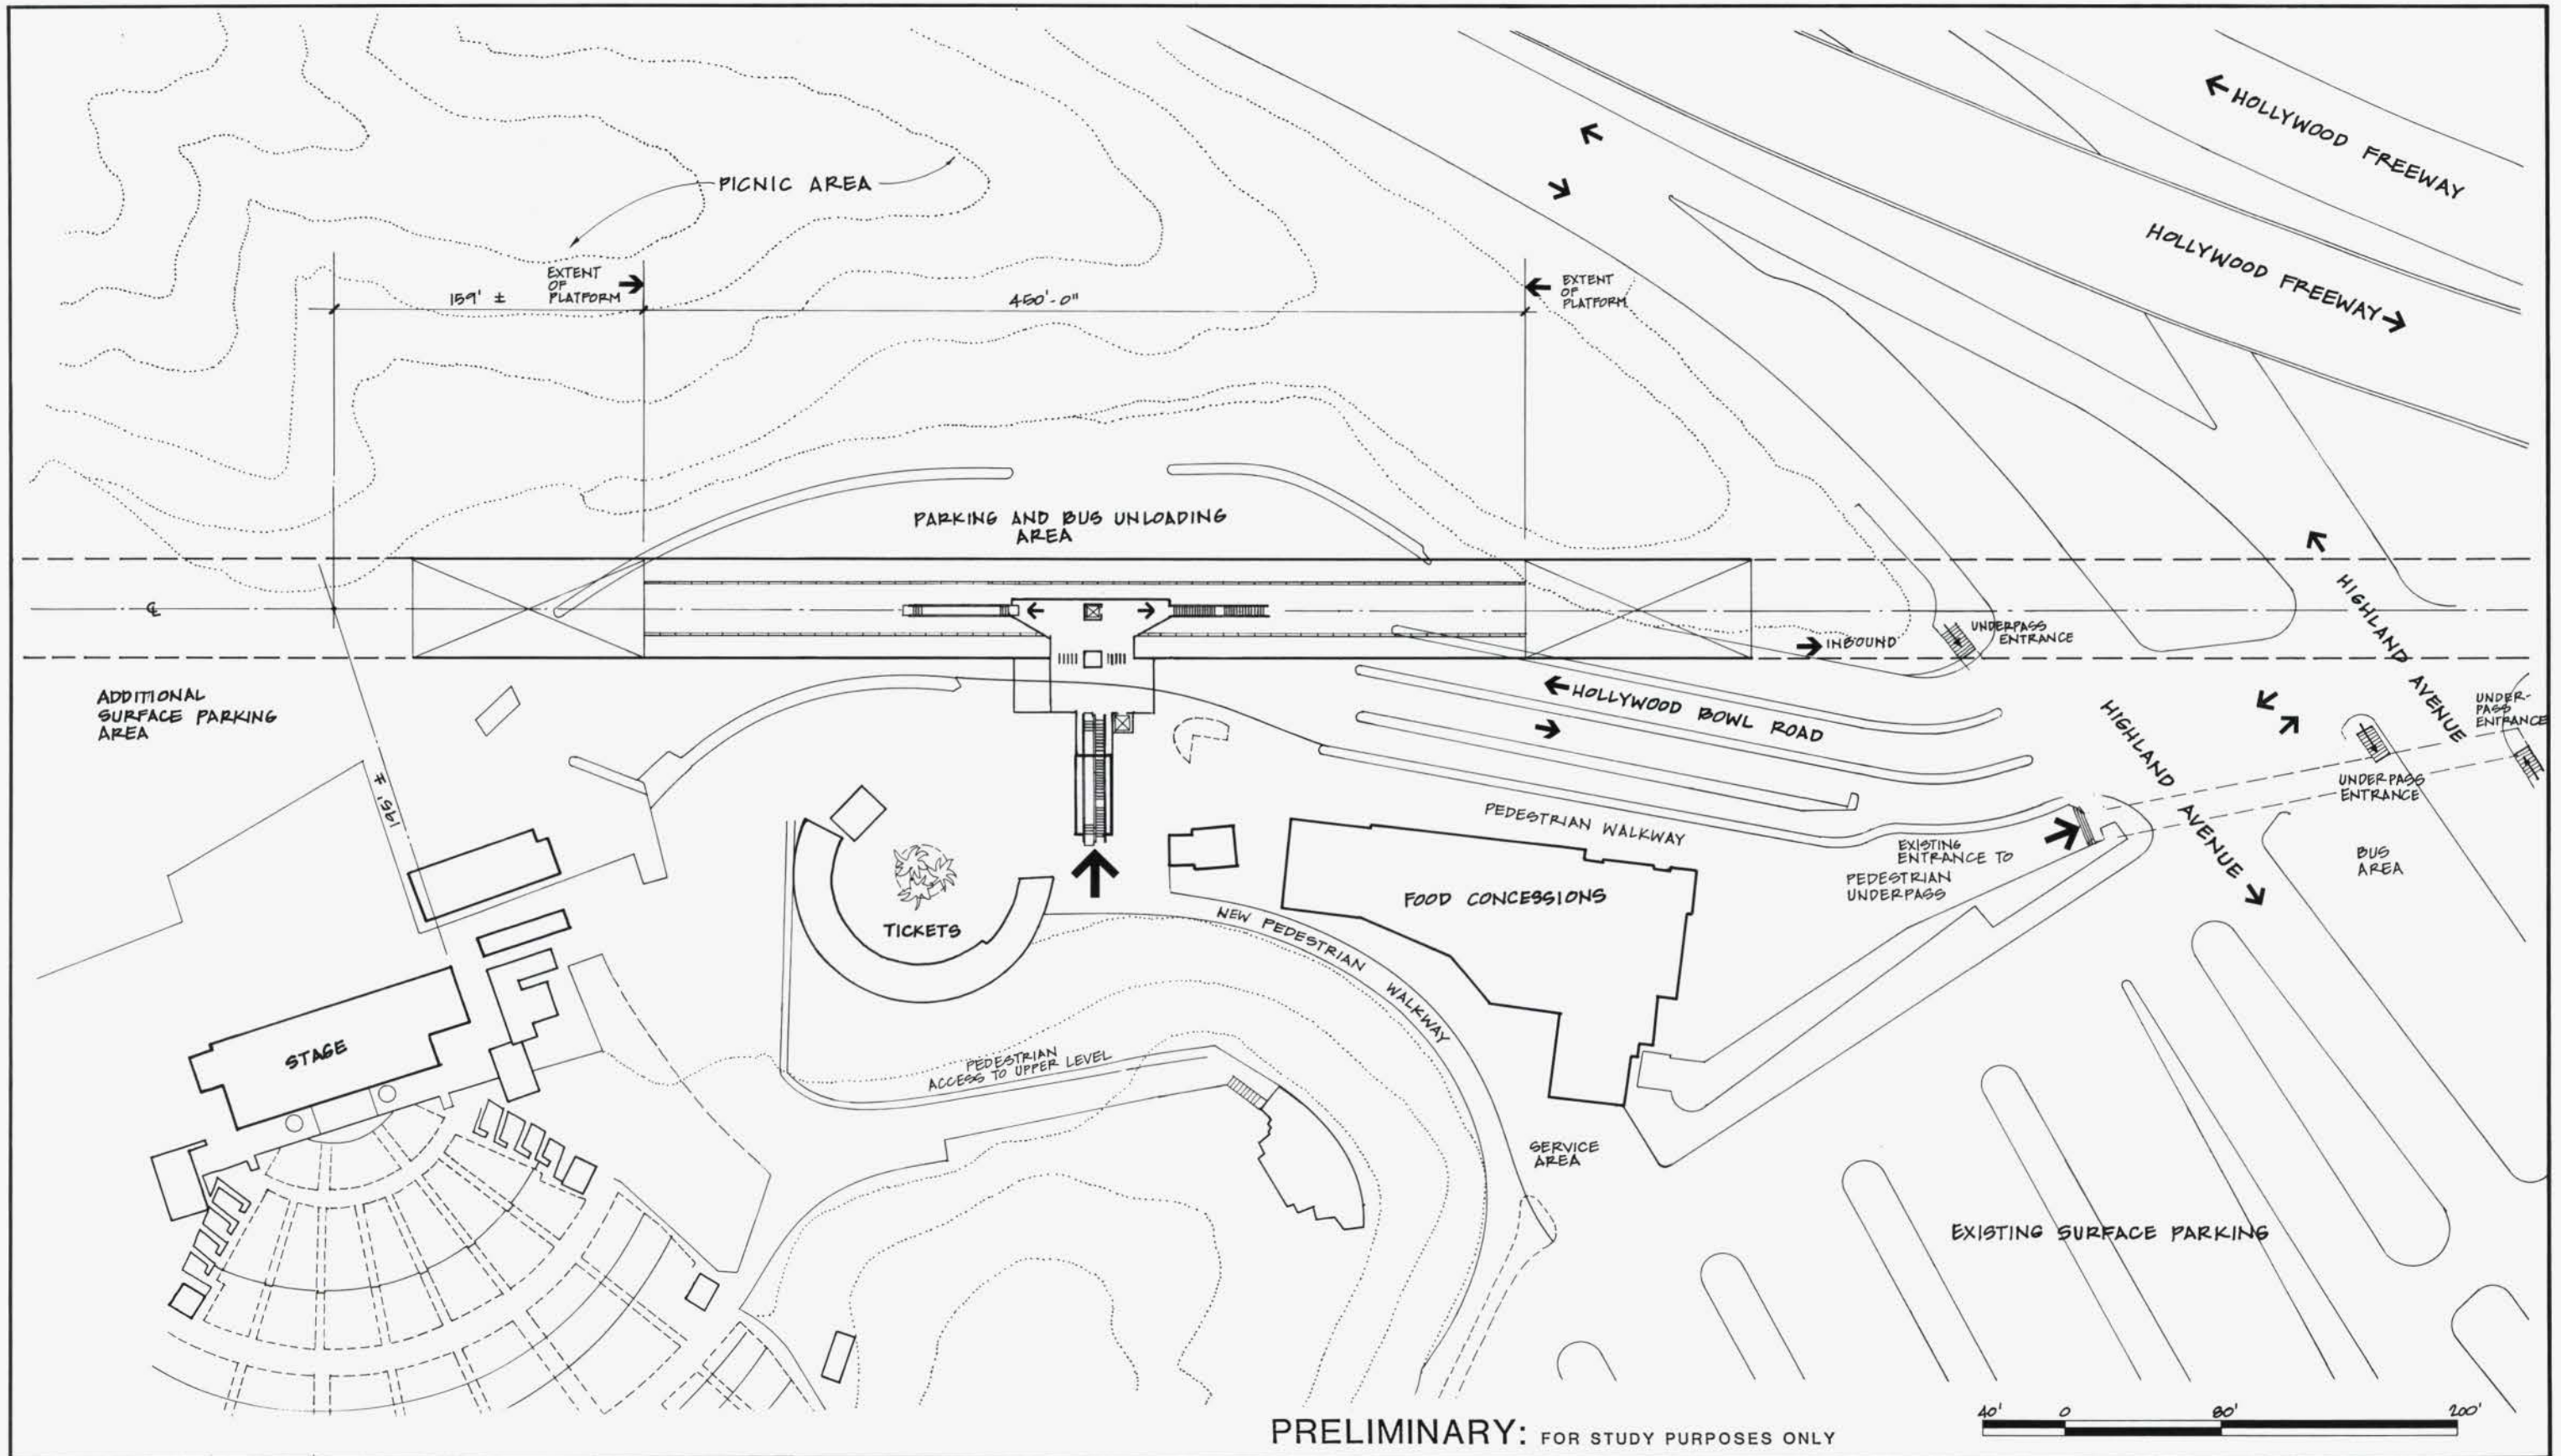 ← HOLLYWOOD FREEWAY
HOLLYWOOD FREEWAY →
PICNIC AREA
EXTENT
OF
PLATFORM
159' ±
450'-0"
EXTENT
OF
PLATFORM
PARKING AND BUS UNLOADING
AREA
℄
→ INBOUND
UNDERPASS
ENTRANCE
HIGHLAND AVENUE
UNDER-
PASS
ENTRANCE
ADDITIONAL
SURFACE PARKING
AREA
← HOLLYWOOD BOWL ROAD
HIGHLAND AVENUE
UNDERPASS
ENTRANCE
195' ±
PEDESTRIAN WALKWAY
EXISTING
ENTRANCE TO
PEDESTRIAN
UNDERPASS
BUS
AREA
FOOD CONCESSIONS
TICKETS
NEW PEDESTRIAN WALKWAY
STAGE
PEDESTRIAN
ACCESS TO UPPER LEVEL
SERVICE
AREA
EXISTING SURFACE PARKING
PRELIMINARY: FOR STUDY PURPOSES ONLY
40' 0 80' 200'